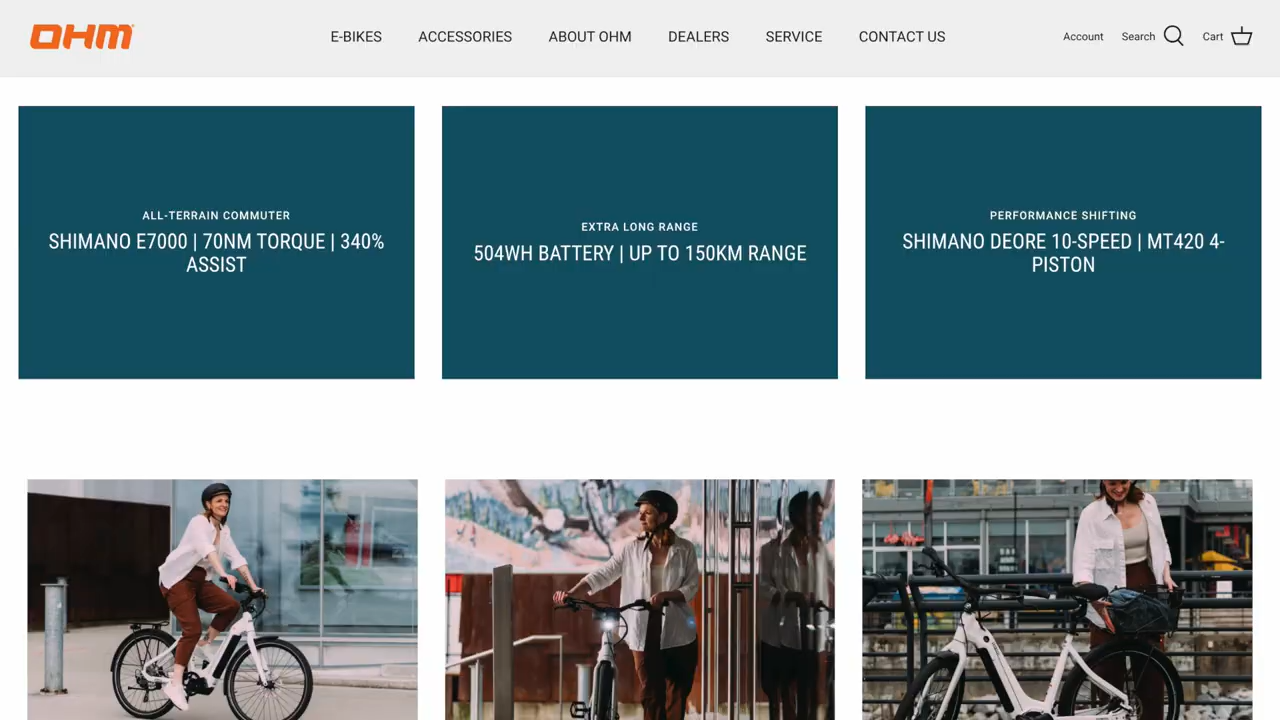 OHM
E-BIKES
ACCESSORIES
ABOUT OHM
DEALERS
SERVICE
CONTACT US
Account
Search
Cart
ALL-TERRAIN COMMUTER
SHIMANO E7000 | 70NM TORQUE | 340%
ASSIST
EXTRA LONG RANGE
504WH BATTERY | UP TO 150KM RANGE
PERFORMANCE SHIFTING
SHIMANO DEORE 10-SPEED | MT420 4-
PISTON